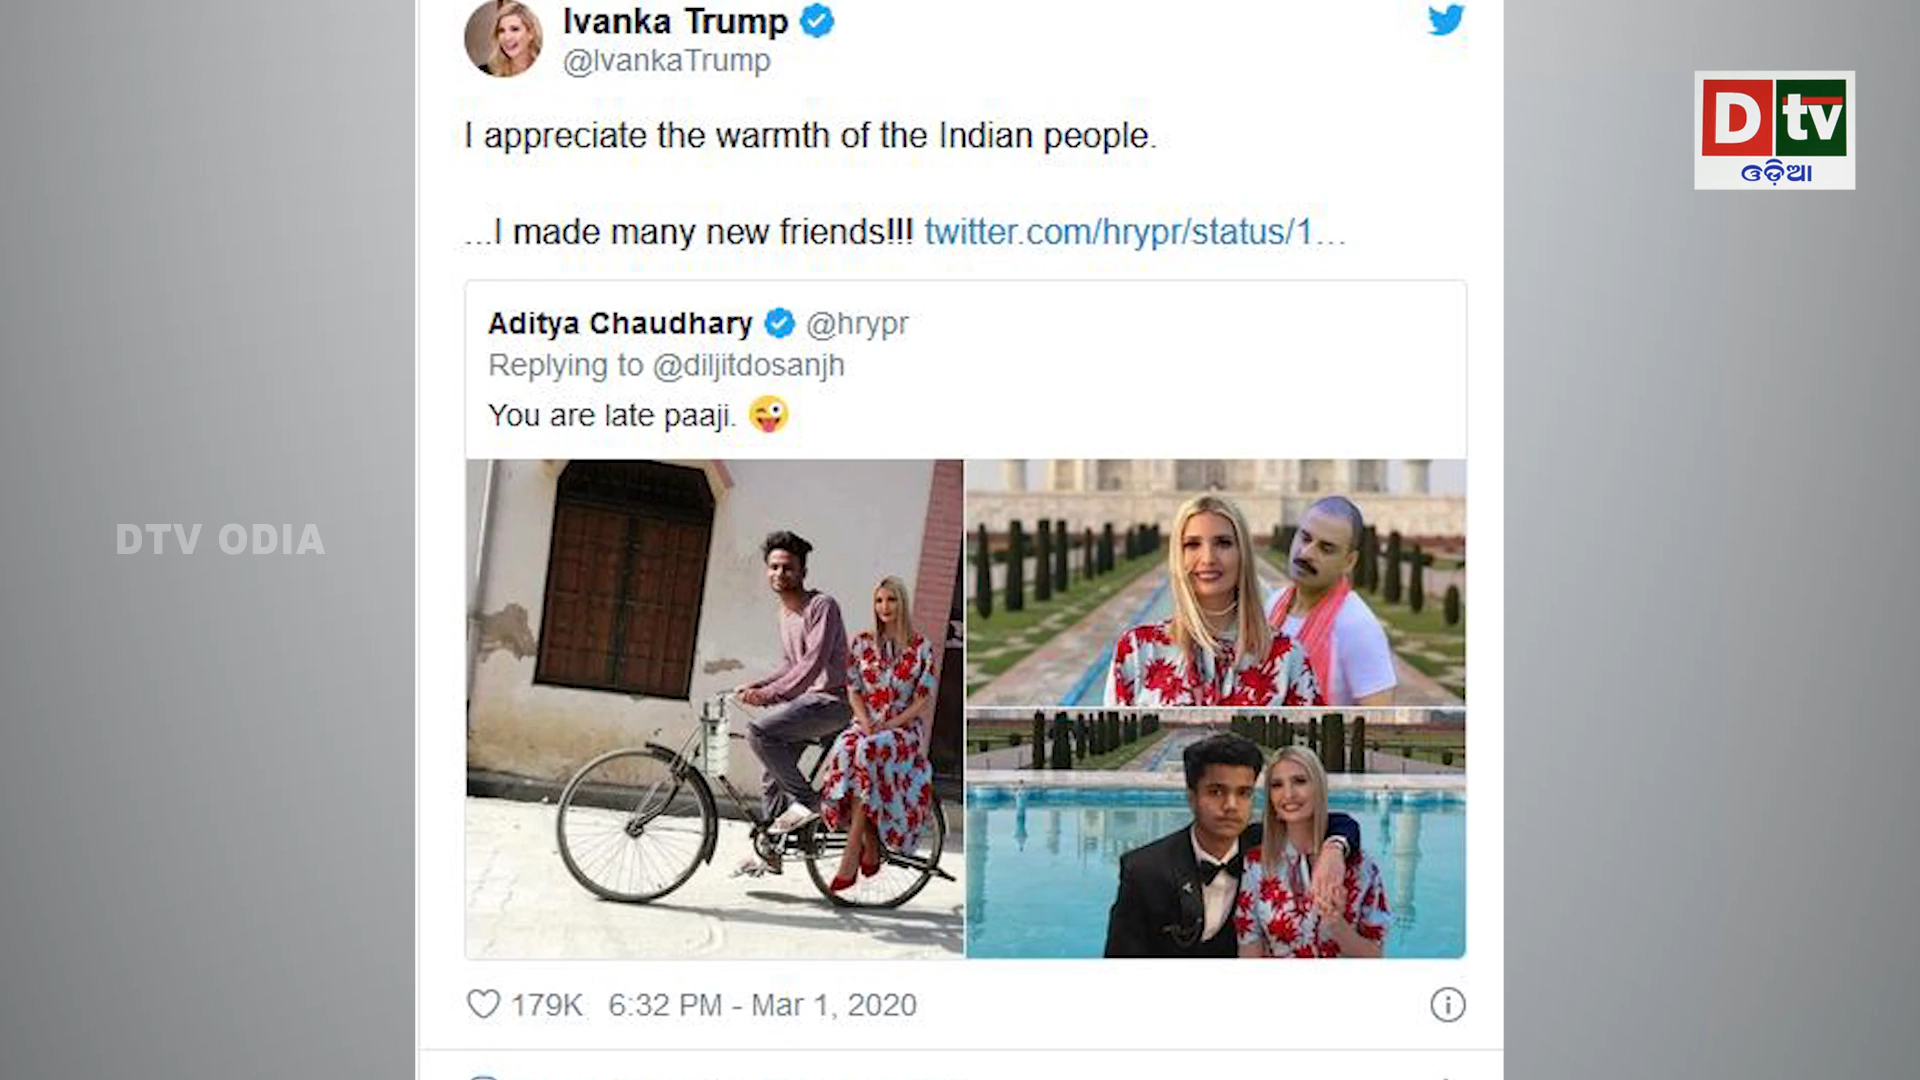 Ivanka Trump
@IvankaTrump
I appreciate the warmth of the Indian people.
...I made many new friends!!! twitter.com/hrypr/status/1...
Aditya Chaudhary @hrypr
Replying to @diljitdosanjh
You are late paaji. 😜
179K 6:32 PM - Mar 1, 2020
D tv
ଓଡ଼ିଆ
DTV ODIA